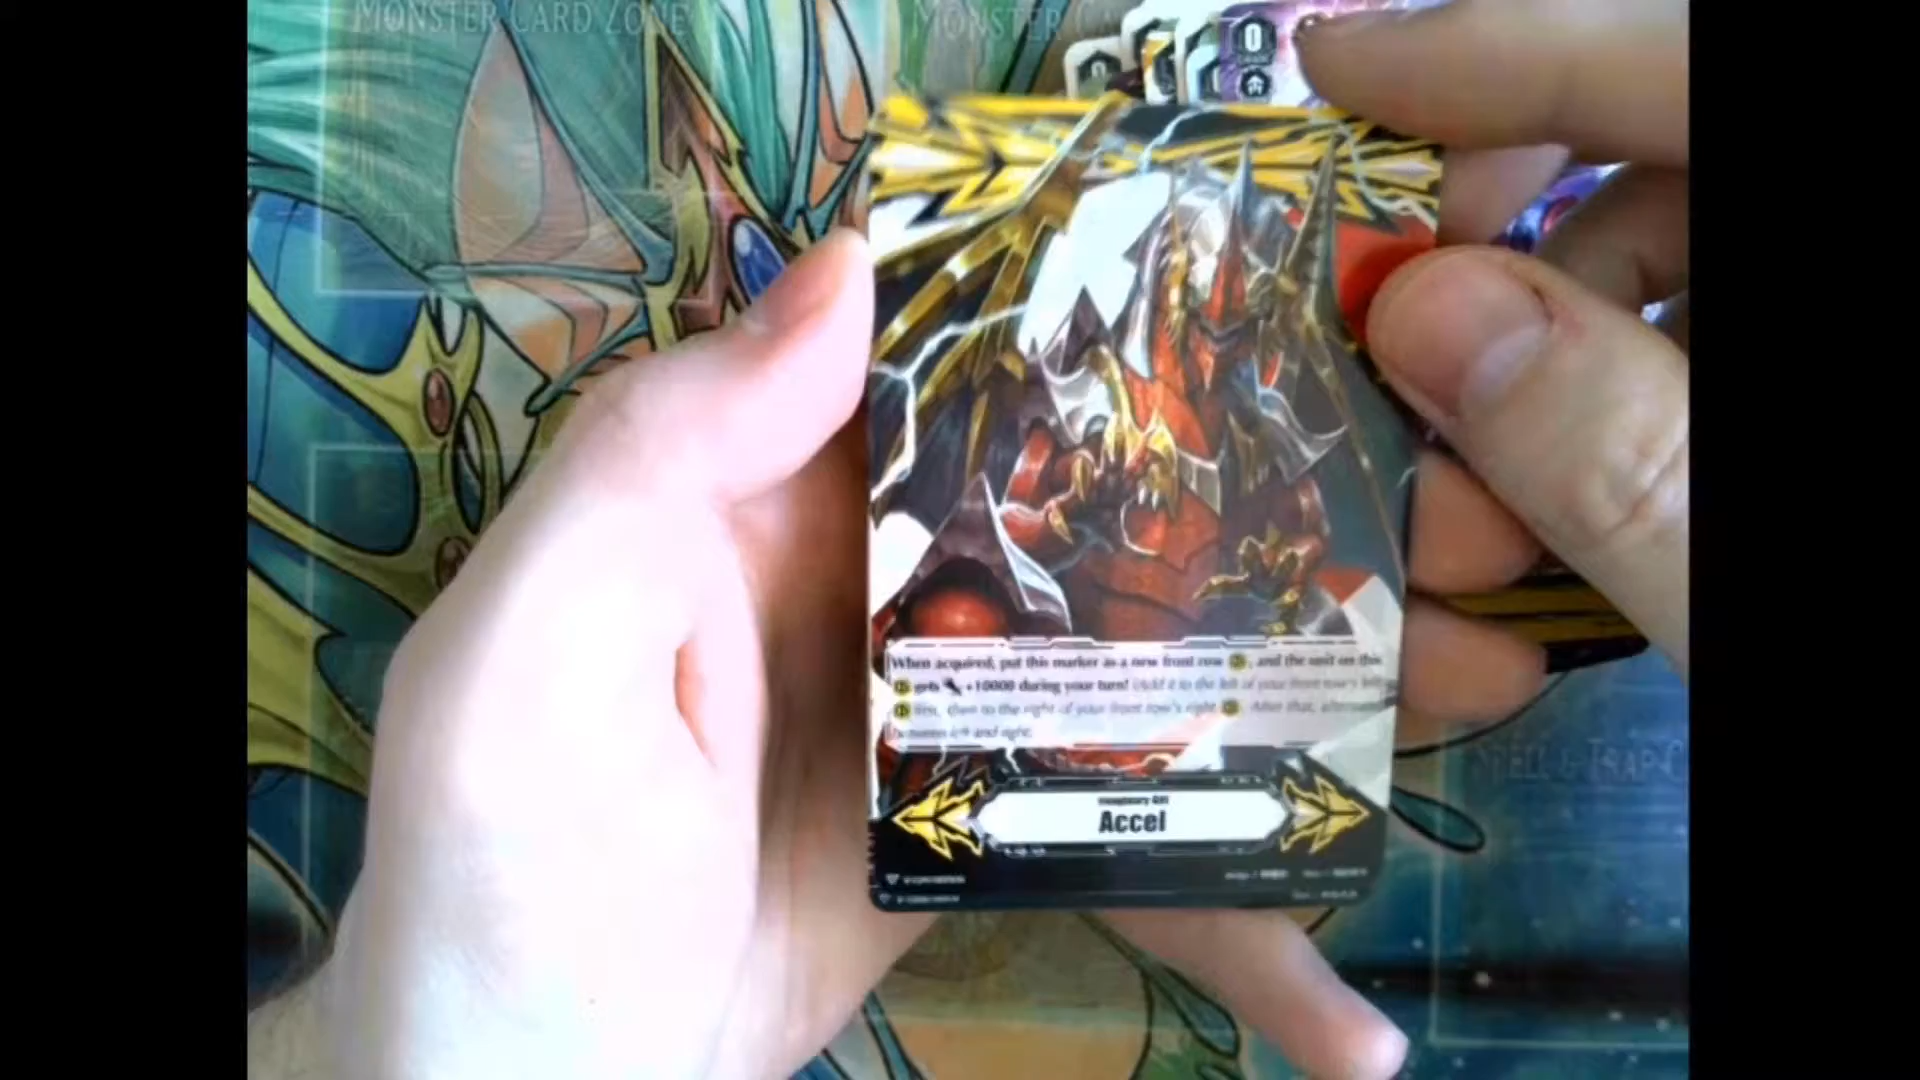 MONSTER CARD ZONE
MONSTER
0
When acquired, put this marker as a new front row , and the unit on this
gets +10000 during your turn! (Add it to the left of your front row's left
first, then to the right of your front row's right . After that, alternate
between left and right.
Imaginary Gift
Accel
SPELL & TRAP C